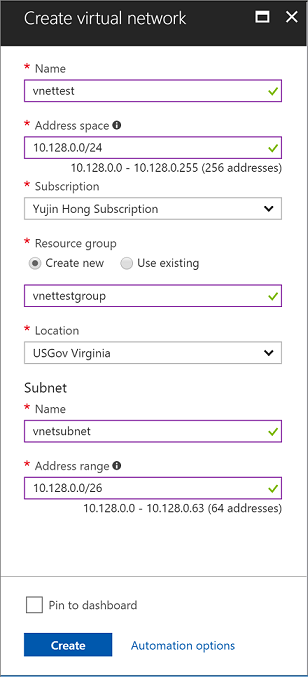 Create virtual network
* Name
vnettest
* Address space
10.128.0.0/24
10.128.0.0 - 10.128.0.255 (256 addresses)
* Subscription
Yujin Hong Subscription
* Resource group
Create new Use existing
vnettestgroup
* Location
USGov Virginia
Subnet
* Name
vnetsubnet
* Address range
10.128.0.0/26
10.128.0.0 - 10.128.0.63 (64 addresses)
Pin to dashboard
Create Automation options